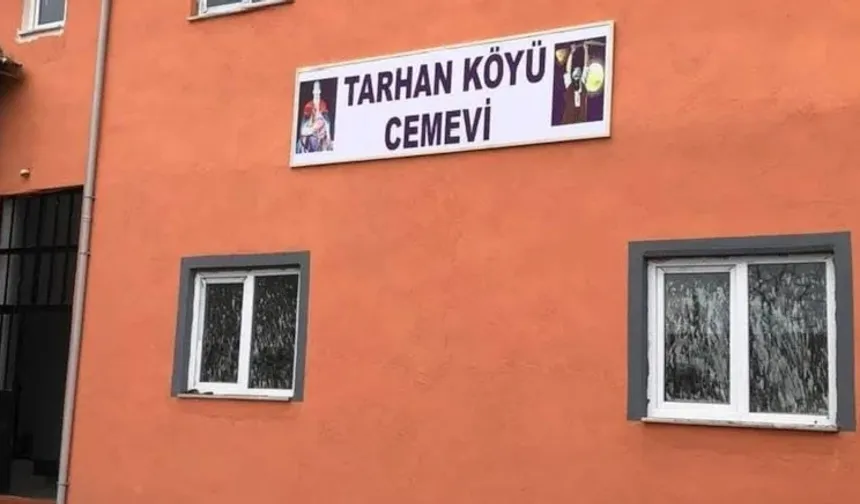 TARHAN KÖYÜ
CEMEVİ